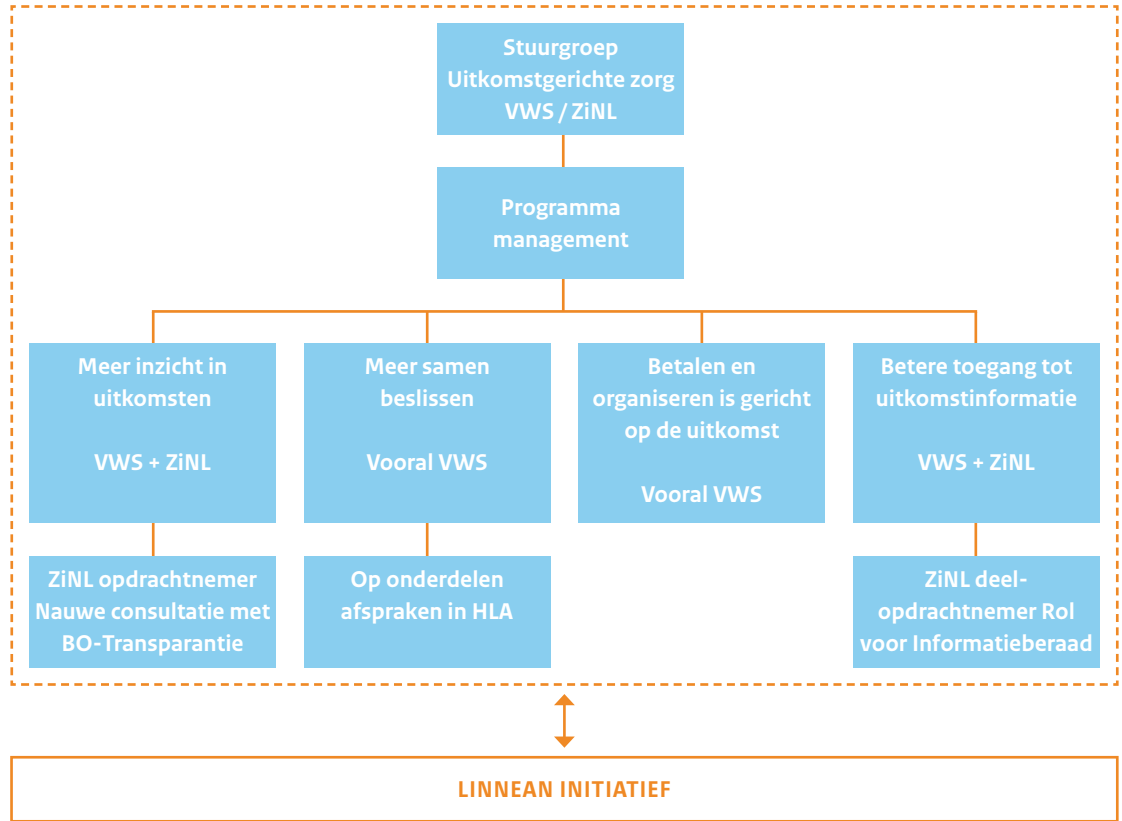 Stuurgroep
Uitkomstgerichte zorg
VWS / ZiNL
Programma
management
Meer inzicht in
uitkomsten
VWS + ZiNL
Meer samen
beslissen
Vooral VWS
Betalen en
organiseren is gericht
op de uitkomst
Vooral VWS
Betere toegang tot
uitkomstinformatie
VWS + ZiNL
ZiNL opdrachtnemer
Nauwe consultatie met
BO-Transparantie
Op onderdelen
afspraken in HLA
ZiNL deel-
opdrachtnemer Rol
voor Informatieberaad
LINNEAN INITIATIEF